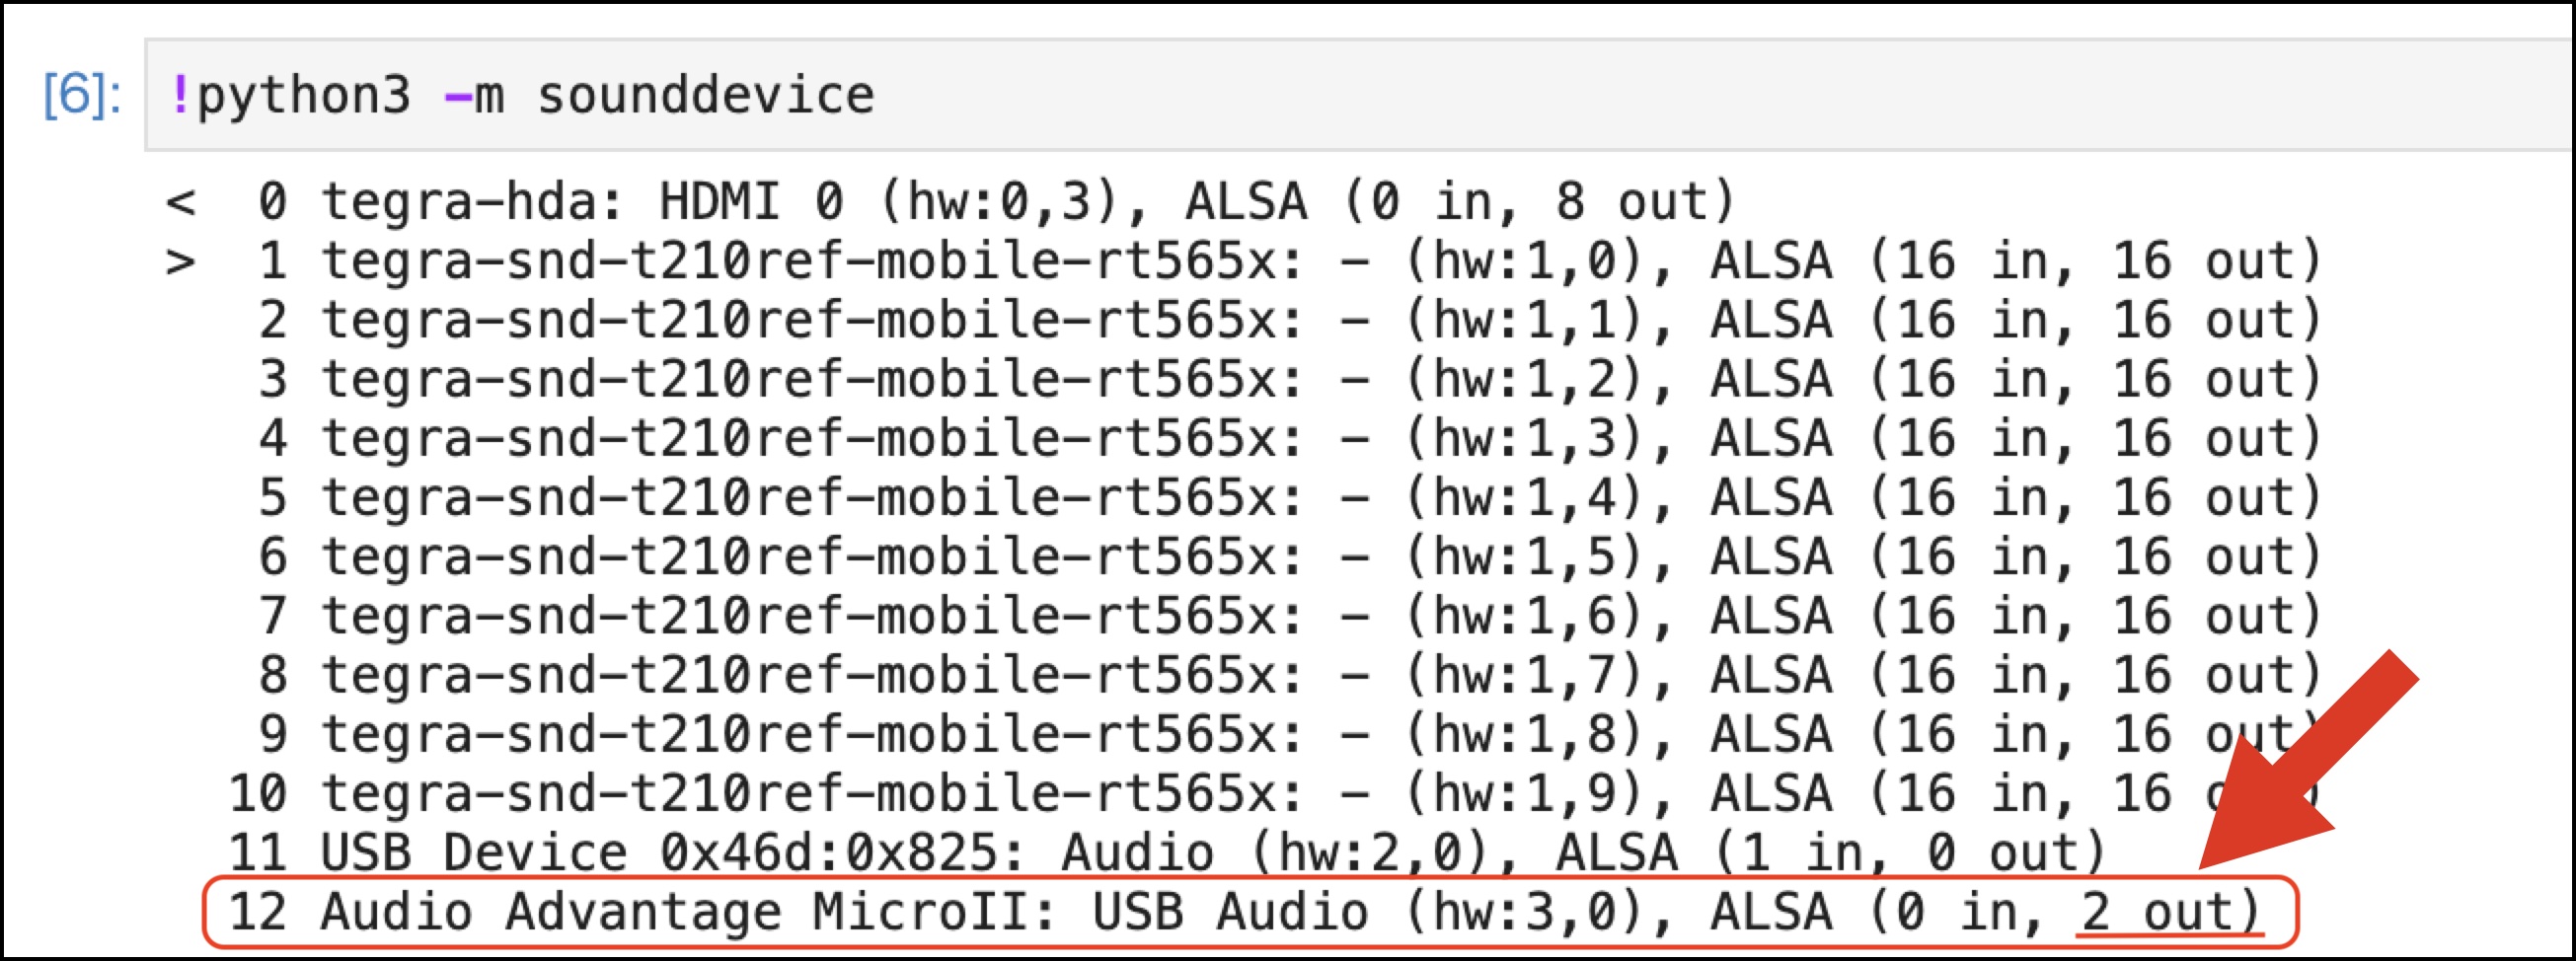 [6]: !python3 -m sounddevice
< 0 tegra-hda: HDMI 0 (hw:0,3), ALSA (0 in, 8 out)
> 1 tegra-snd-t210ref-mobile-rt565x: - (hw:1,0), ALSA (16 in, 16 out)
2 tegra-snd-t210ref-mobile-rt565x: - (hw:1,1), ALSA (16 in, 16 out)
3 tegra-snd-t210ref-mobile-rt565x: - (hw:1,2), ALSA (16 in, 16 out)
4 tegra-snd-t210ref-mobile-rt565x: - (hw:1,3), ALSA (16 in, 16 out)
5 tegra-snd-t210ref-mobile-rt565x: - (hw:1,4), ALSA (16 in, 16 out)
6 tegra-snd-t210ref-mobile-rt565x: - (hw:1,5), ALSA (16 in, 16 out)
7 tegra-snd-t210ref-mobile-rt565x: - (hw:1,6), ALSA (16 in, 16 out)
8 tegra-snd-t210ref-mobile-rt565x: - (hw:1,7), ALSA (16 in, 16 out)
9 tegra-snd-t210ref-mobile-rt565x: - (hw:1,8), ALSA (16 in, 16 out)
10 tegra-snd-t210ref-mobile-rt565x: - (hw:1,9), ALSA (16 in, 16 out)
11 USB Device 0x46d:0x825: Audio (hw:2,0), ALSA (1 in, 0 out)
12 Audio Advantage MicroII: USB Audio (hw:3,0), ALSA (0 in, 2 out)